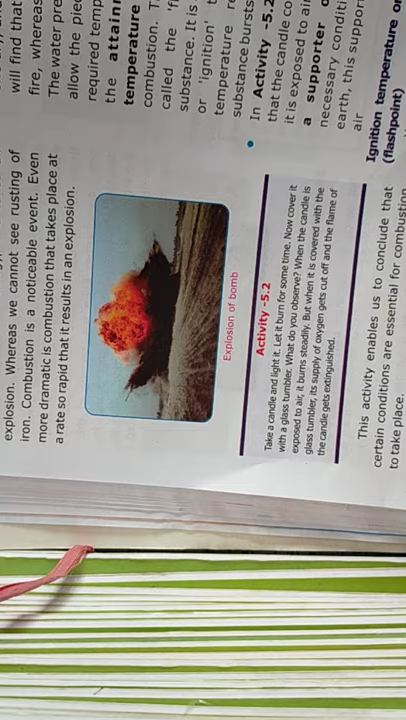 explosion. Whereas we cannot see rusting of
iron. Combustion is a noticeable event. Even
more dramatic is combustion that takes place at
a rate so rapid that it results in an explosion.
Explosion of bomb
Activity -5.2
Take a candle and light it. Let it burn for some time. Now cover it
with a glass tumbler. What do you observe? When the candle is
exposed to air, it burns steadily. But when it is covered with the
glass tumbler, its supply of oxygen gets cut off and the flame of
the candle gets extinguished.
This activity enables us to conclude that
certain conditions are essential for combustion
to take place.
will find that
fire, whereas
The water pre
allow the piec
required temp
the attainm
temperature
combustion. T
called the 'f
substance. It is
or 'ignition' t
temperature re
substance bursts
• In Activity -5.2
that the candle co
it is exposed to air
a supporter o
necessary conditi
earth, this support
air
Ignition temperature or
(flashpoint)